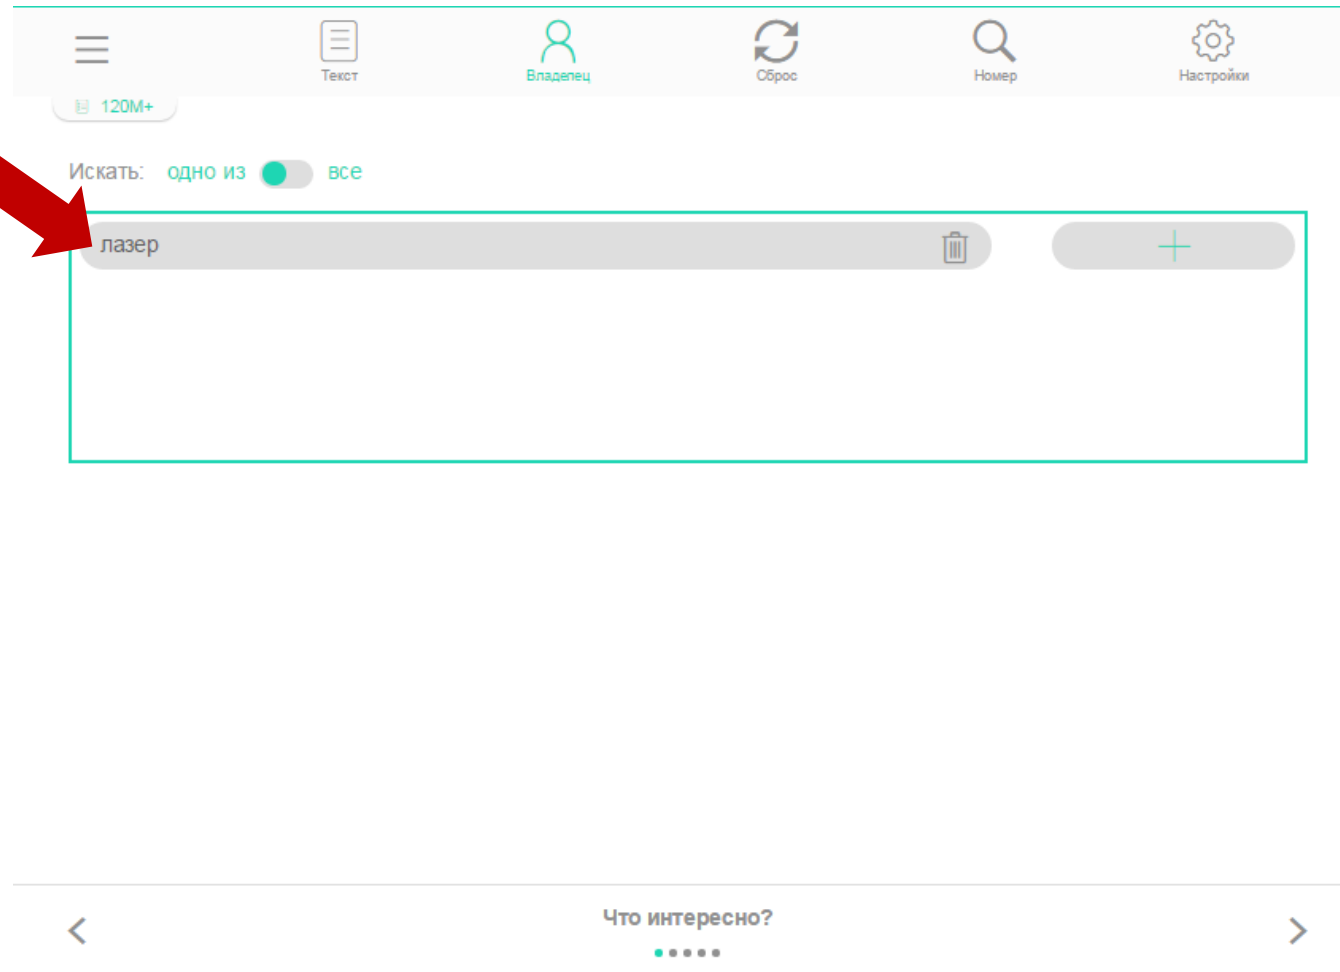 Текст Владелец Сброс Номер Настройки
120M+
Искать: одно из все
лазер
Что интересно?